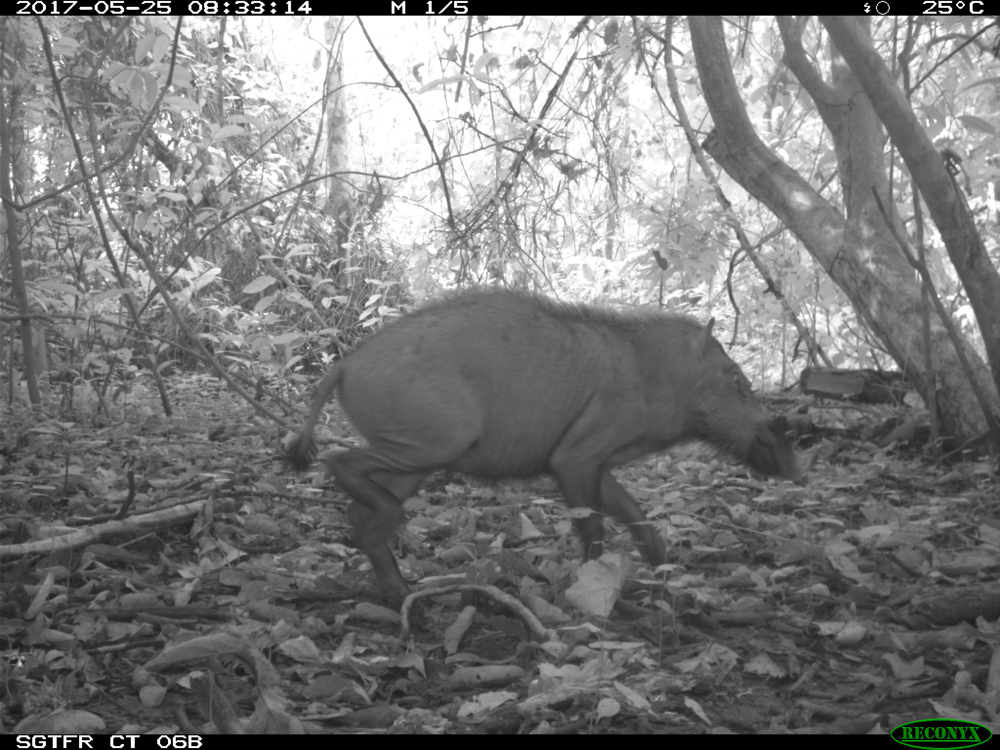 2017-05-25 08:33:14 M 1/5 25°C
SGTFR CT 06B
RECONYX